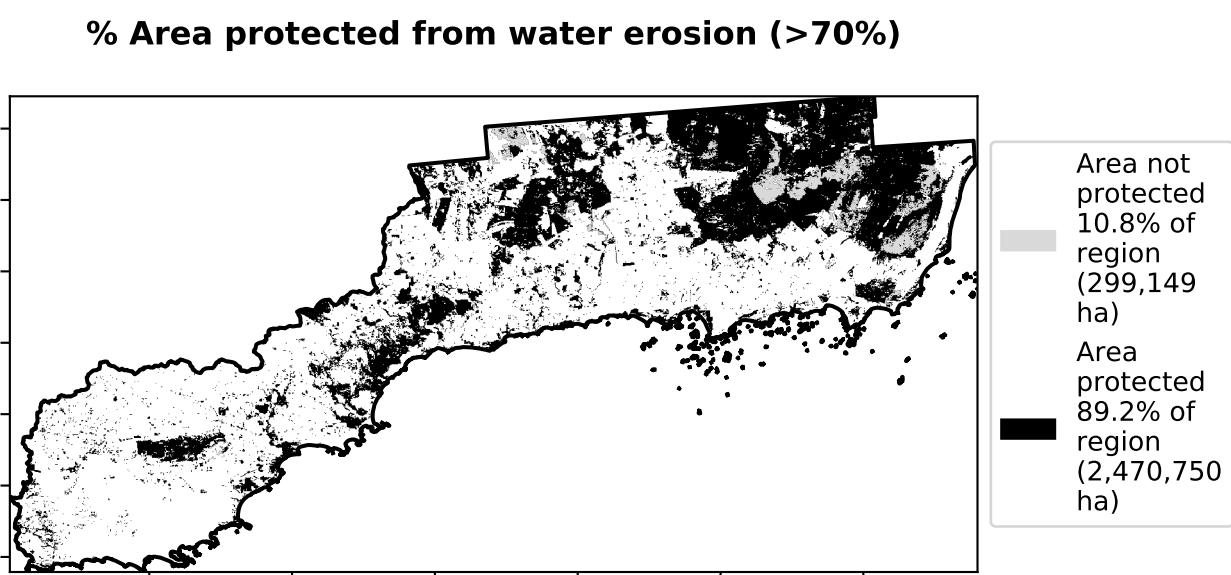 % Area protected from water erosion (>70%)
Area not
protected
10.8% of
region
(299,149
ha)
Area
protected
89.2% of
region
(2,470,750
ha)